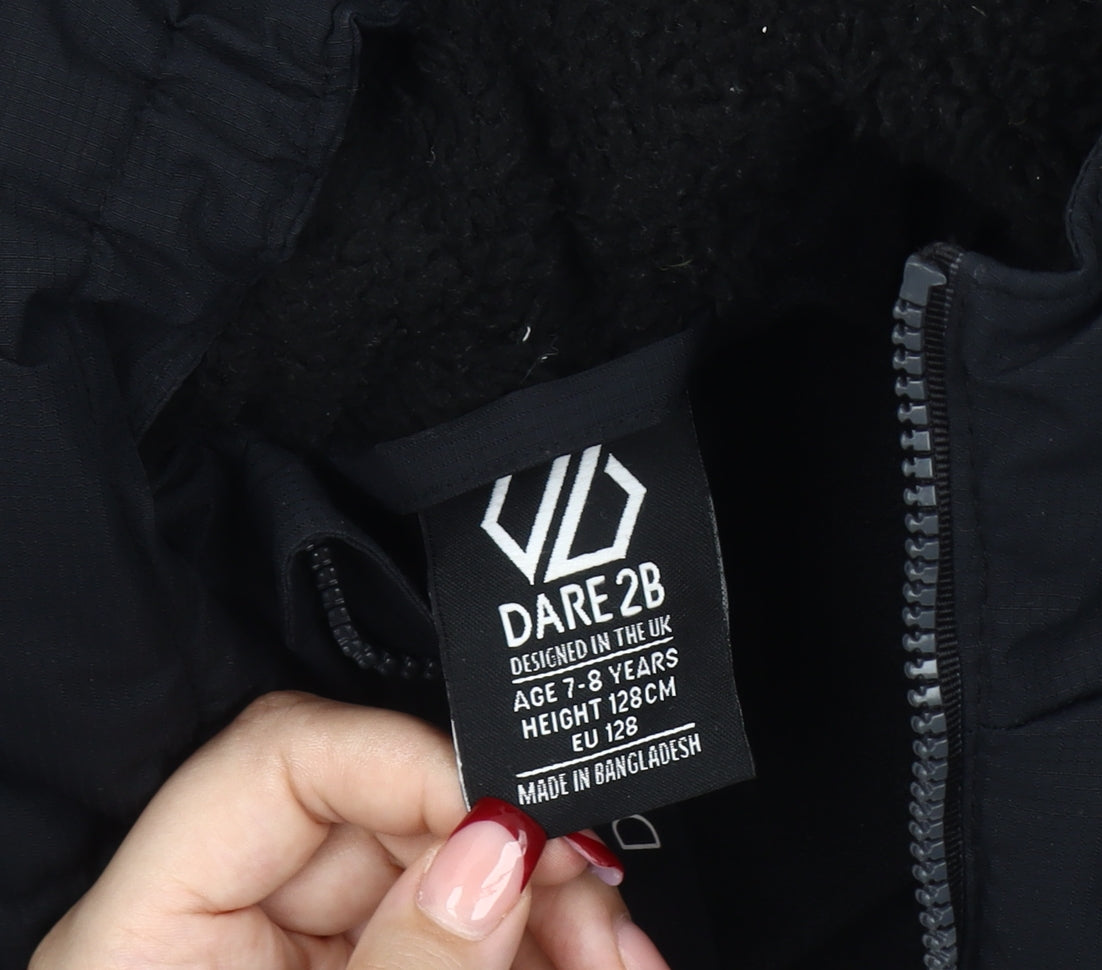 DARE 2B
DESIGNED IN THE UK
AGE 7-8 YEARS
HEIGHT 128CM
EU 128
MADE IN BANGLADESH